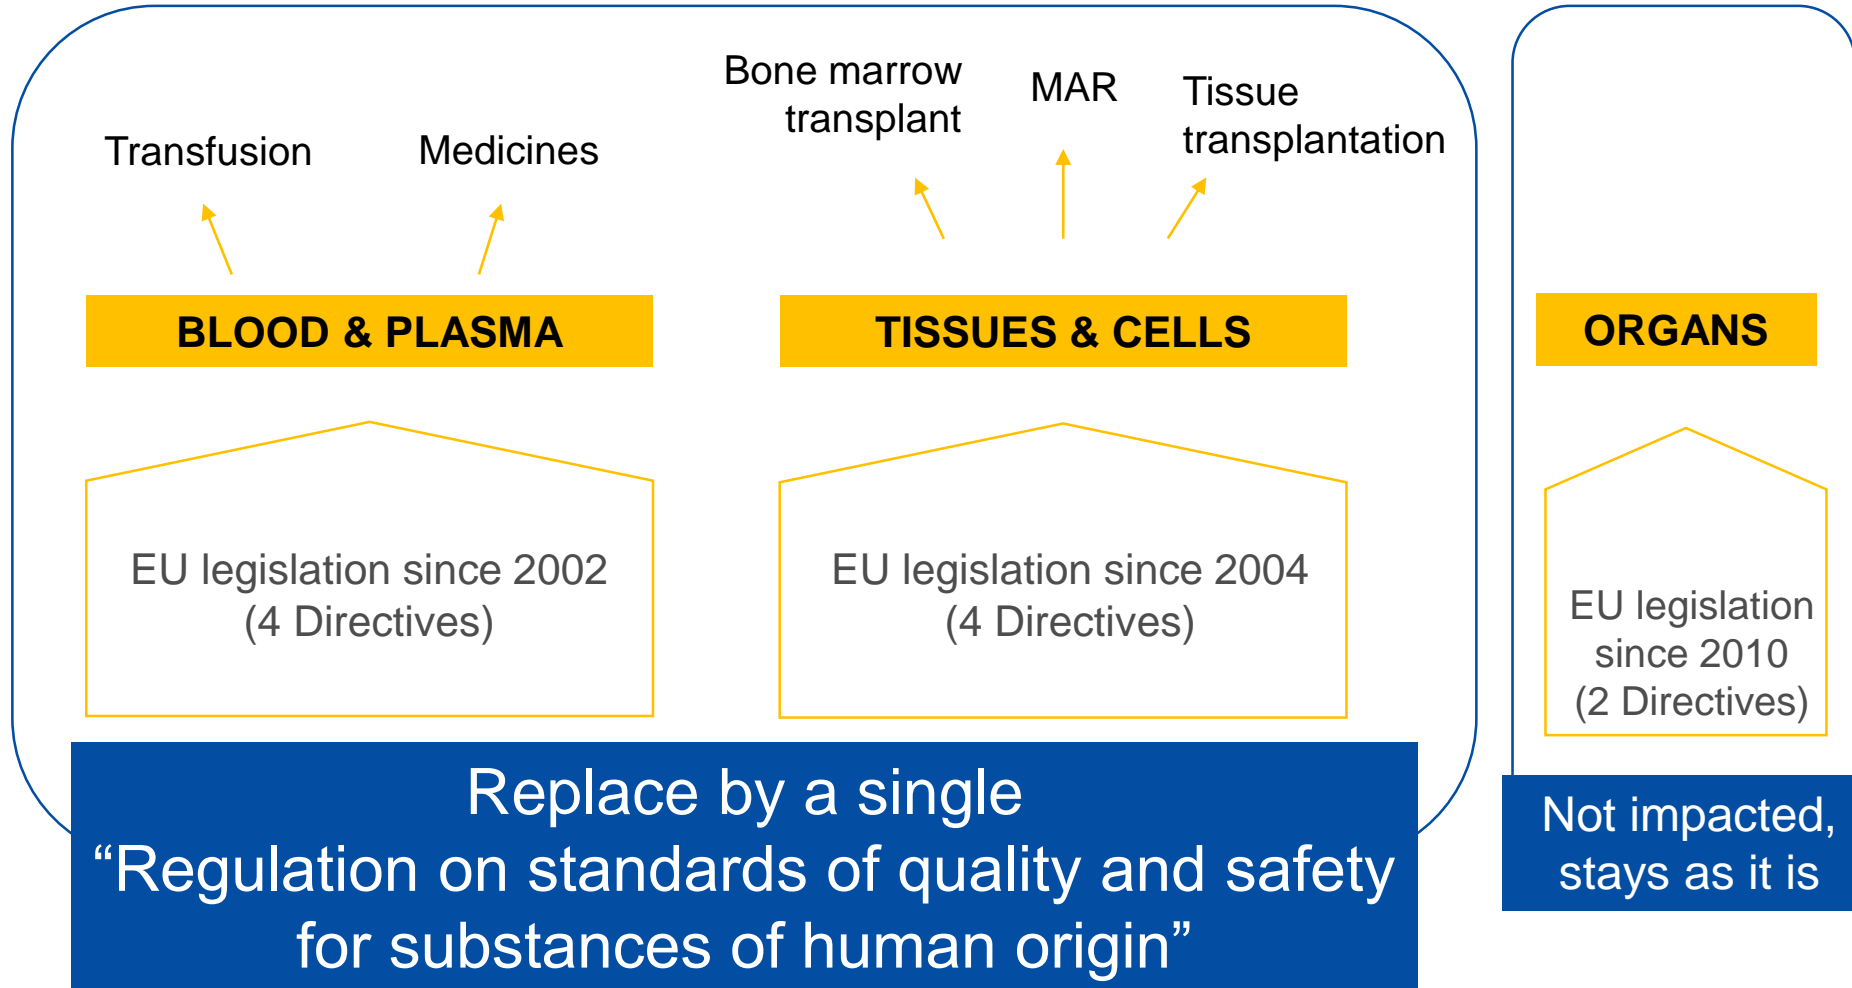 Bone marrow
transplant
MAR
Tissue
transplantation
Transfusion
Medicines
BLOOD & PLASMA
TISSUES & CELLS
ORGANS
EU legislation since 2002
(4 Directives)
EU legislation since 2004
(4 Directives)
EU legislation
since 2010
(2 Directives)
Replace by a single
“Regulation on standards of quality and safety
for substances of human origin”
Not impacted,
stays as it is